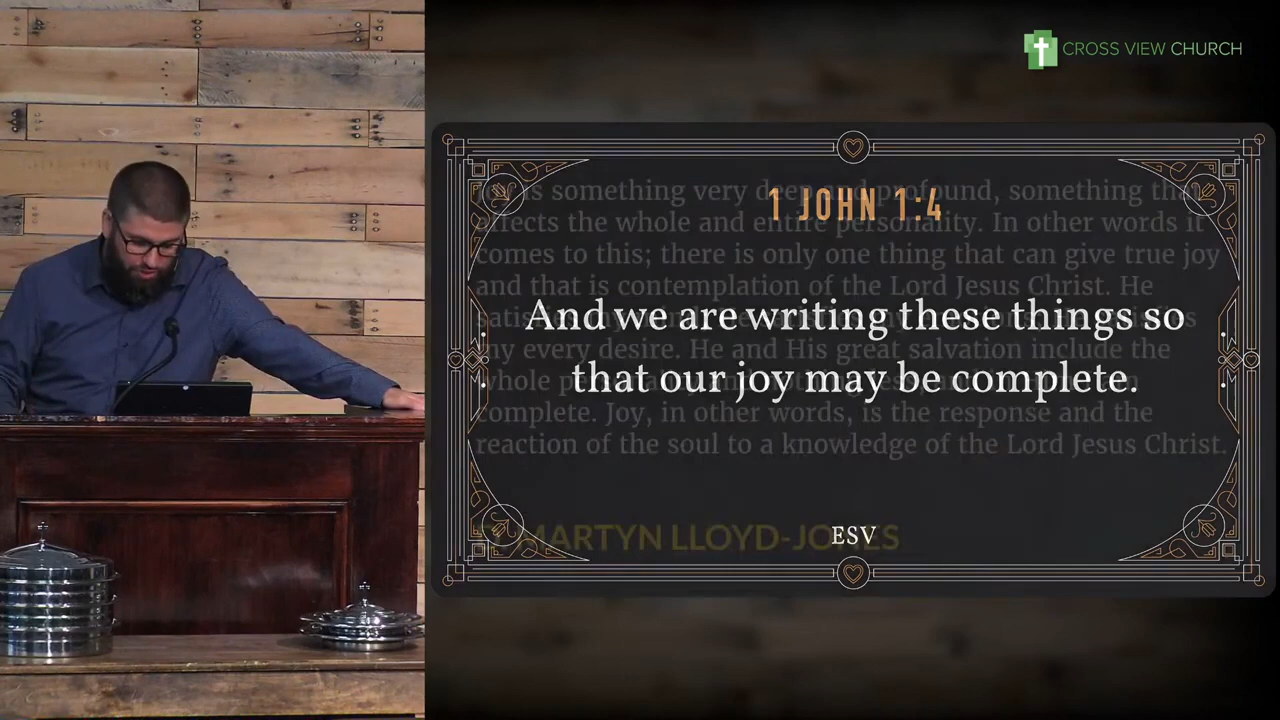 CROSS VIEW CHURCH
1 JOHN 1:4
And we are writing these things so
that our joy may be complete.
ESV
is something very deep and profound, something that
affects the whole and entire personality. In other words it
comes to this; there is only one thing that can give true joy
and that is contemplation of the Lord Jesus Christ. He
my every desire. He and His great salvation include the
whole
complete. Joy, in other words, is the response and the
reaction of the soul to a knowledge of the Lord Jesus Christ.
MARTYN LLOYD-JONES